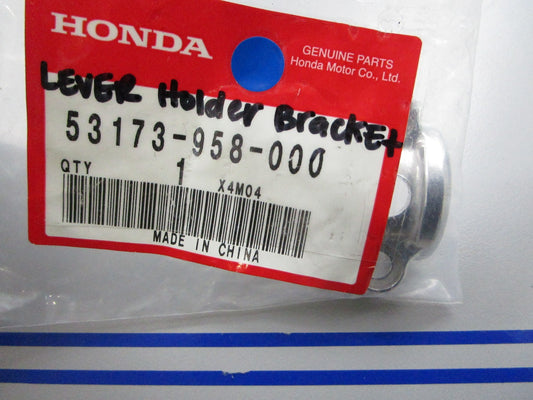 HONDA
GENUINE PARTS
Honda Motor Co., Ltd.
LEVER Holder BrackEt
53173-958-000
QTY 1 X4M04
MADE IN CHINA